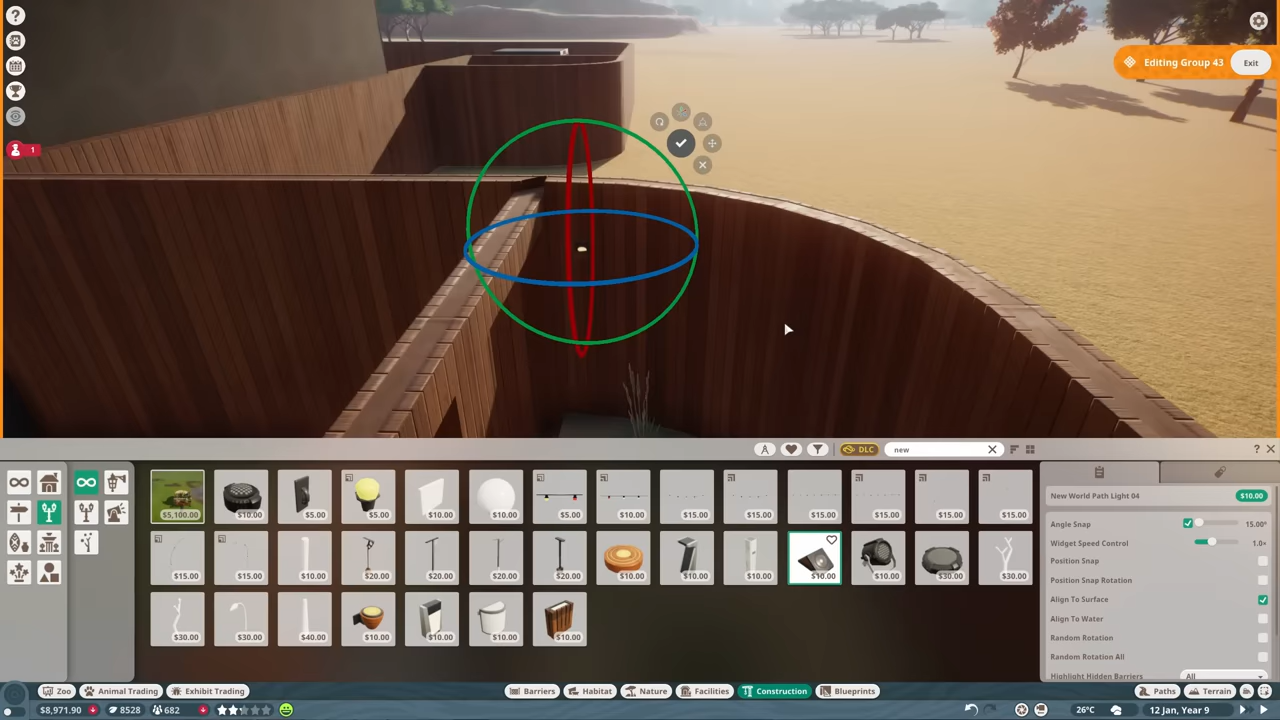 ?
Editing Group 43
Exit
1
DLC
new
?
$5,100.00
$10.00
$5.00
$5.00
$10.00
$10.00
$5.00
$10.00
$15.00
$15.00
$15.00
$15.00
$15.00
$15.00
$15.00
$15.00
$10.00
$20.00
$20.00
$20.00
$20.00
$10.00
$10.00
$10.00
$10.00
$10.00
$30.00
$30.00
$30.00
$30.00
$40.00
$10.00
$10.00
$10.00
$10.00
New World Path Light 04
$10.00
Angle Snap
15.00°
Widget Speed Control
1.0×
Position Snap
Position Snap Rotation
Align To Surface
Align To Water
Random Rotation
Random Rotation All
Highlight Hidden Barriers
All
Zoo
Animal Trading
Exhibit Trading
Barriers
Habitat
Nature
Facilities
Construction
Blueprints
Paths
Terrain
$8,971.90
8528
682
26°C
12 Jan, Year 9